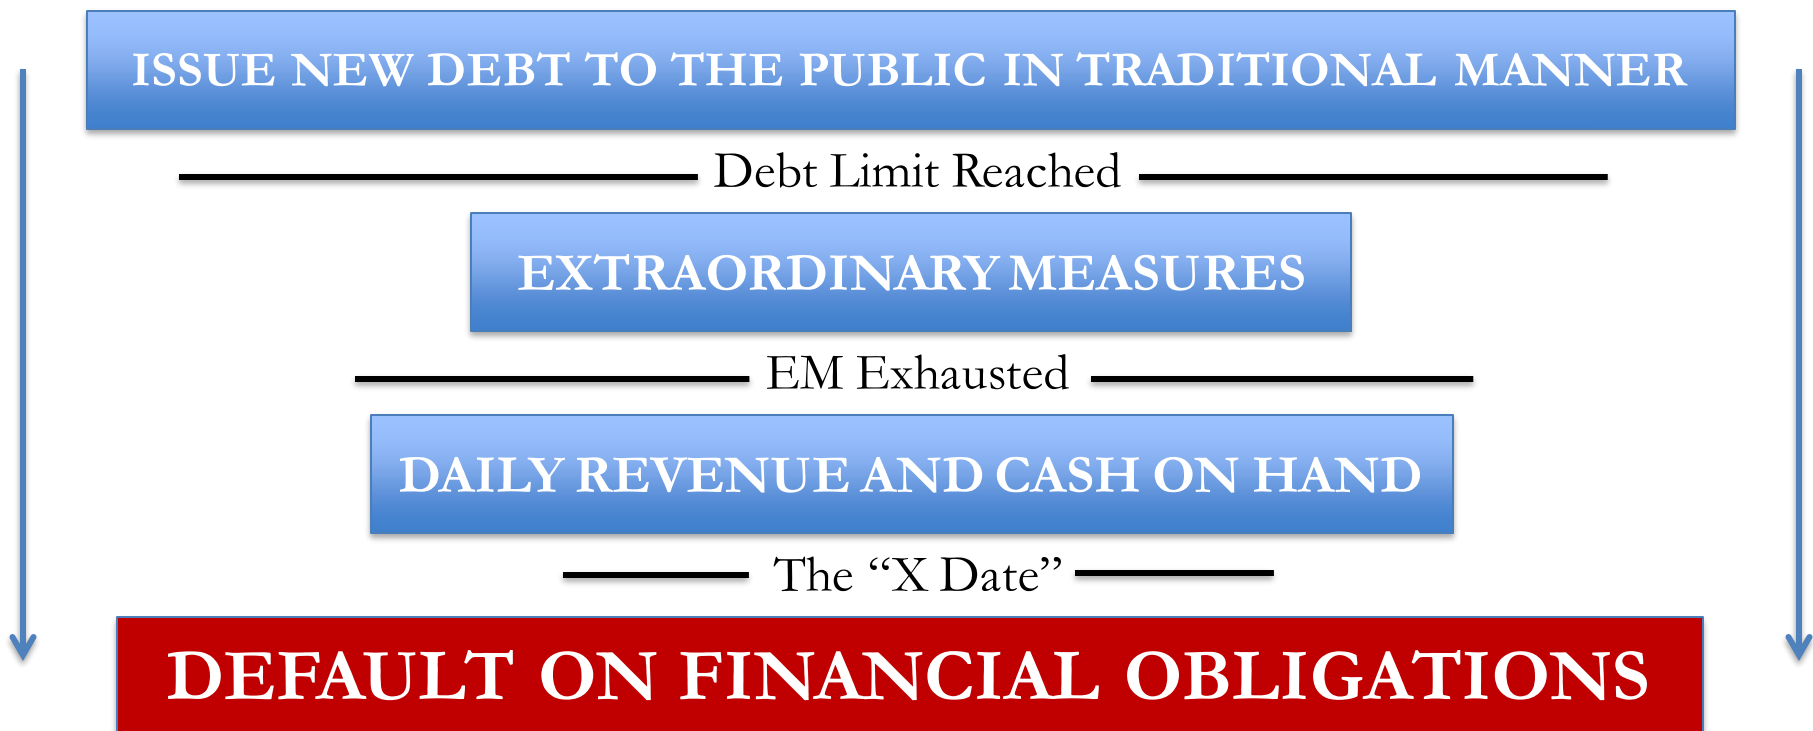 ISSUE NEW DEBT TO THE PUBLIC IN TRADITIONAL MANNER
Debt Limit Reached
EXTRAORDINARY MEASURES
EM Exhausted
DAILY REVENUE AND CASH ON HAND
The “X Date”
DEFAULT ON FINANCIAL OBLIGATIONS